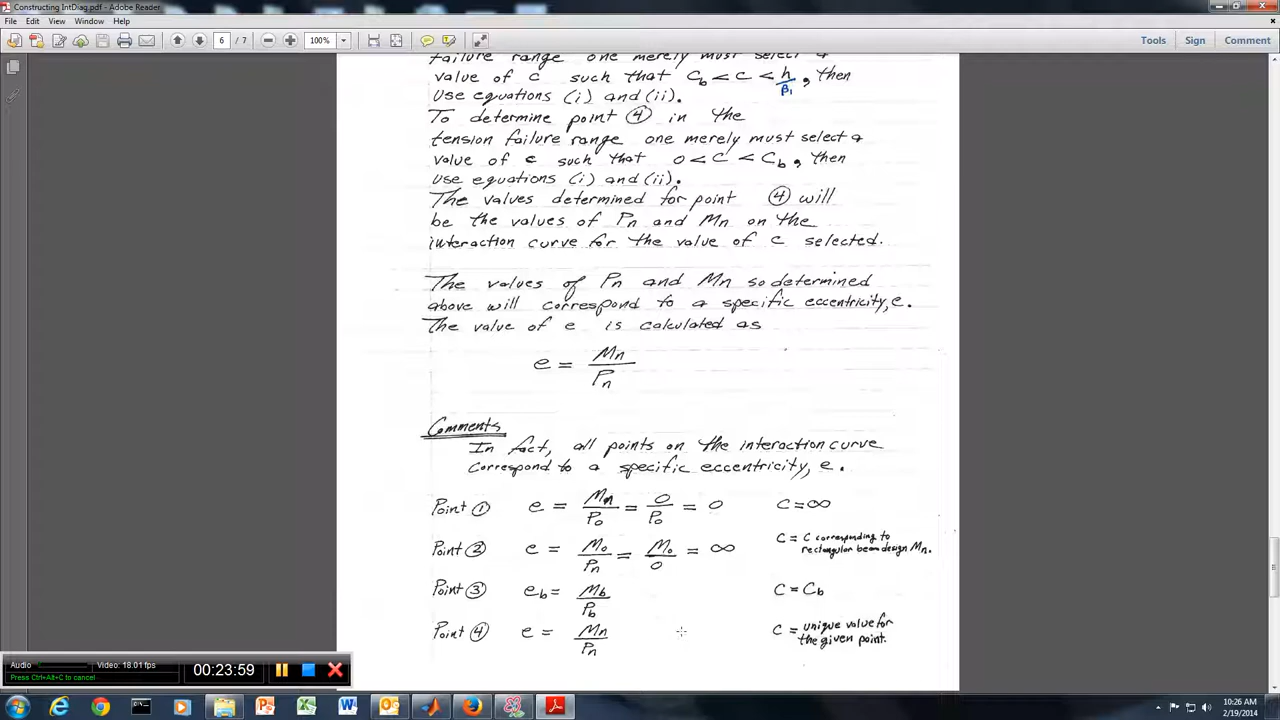 Constructing IntDiag.pdf - Adobe Reader
File Edit View Window Help
6 / 7 100% Tools Sign Comment
failure range one merely must select a
value of c such that Cb < c < h/β1, then
Use equations (i) and (ii).
To determine point ④ in the
tension failure range one merely must select a
value of c such that 0 < c < Cb, then
Use equations (i) and (ii).
The values determined for point ④ will
be the values of Pn and Mn on the
interaction curve for the value of c selected.
The values of Pn and Mn so determined
above will correspond to a specific eccentricity, e.
The value of e is calculated as
e = Mn/Pn
Comments
In fact, all points on the interaction curve
correspond to a specific eccentricity, e.
Point ① e = Mn/Po = 0/Po = 0 C = ∞
Point ② e = Mo/Pn = Mo/0 = ∞ C = C corresponding to
rectangular beam design Mn.
Point ③ eb = Mb/Pb C = Cb
Point ④ e = Mn/Pn C = unique value for
the given point.
Audio Video: 18.01 fps
Press Ctrl+Alt+C to cancel
00:23:59
10:26 AM
2/19/2014